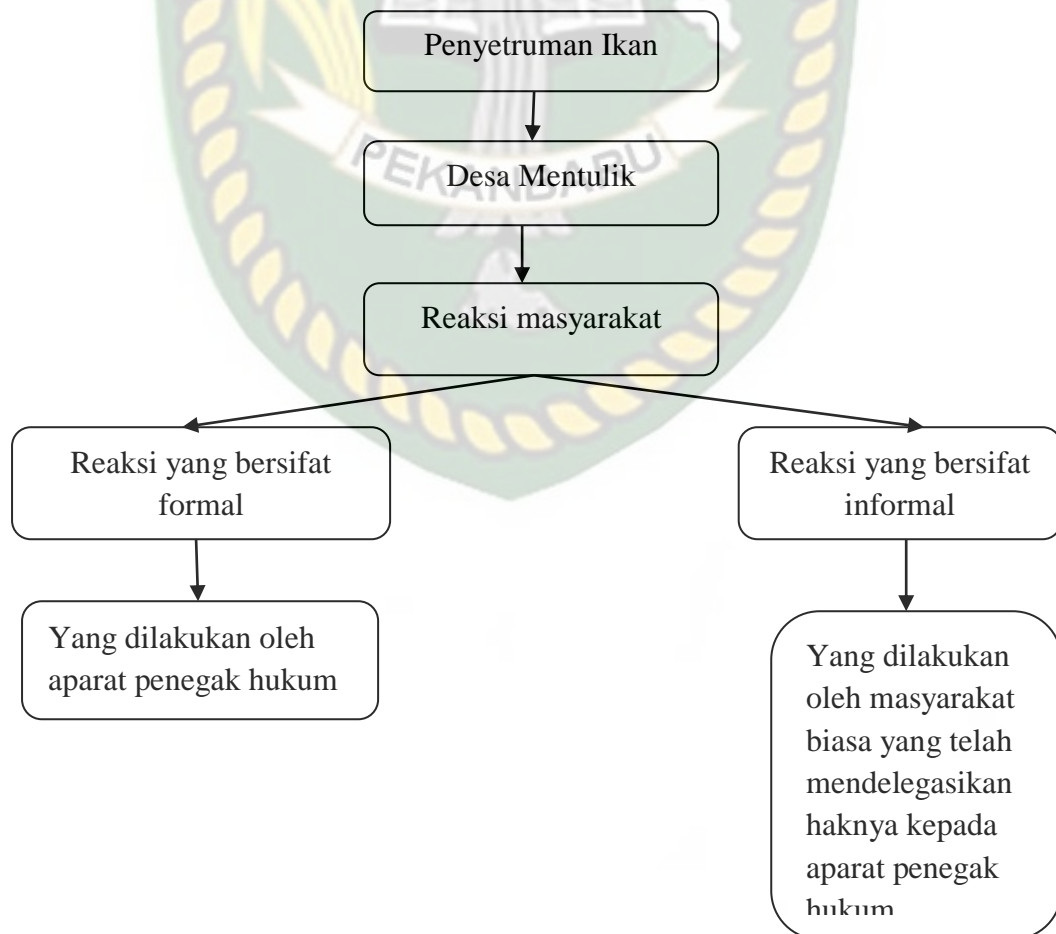 Penyetruman Ikan
PEKANBARU
Desa Mentulik
Reaksi masyarakat
Reaksi yang bersifat
formal
Reaksi yang bersifat
informal
Yang dilakukan oleh
aparat penegak hukum
Yang dilakukan
oleh masyarakat
biasa yang telah
mendelegasikan
haknya kepada
aparat penegak
hukum